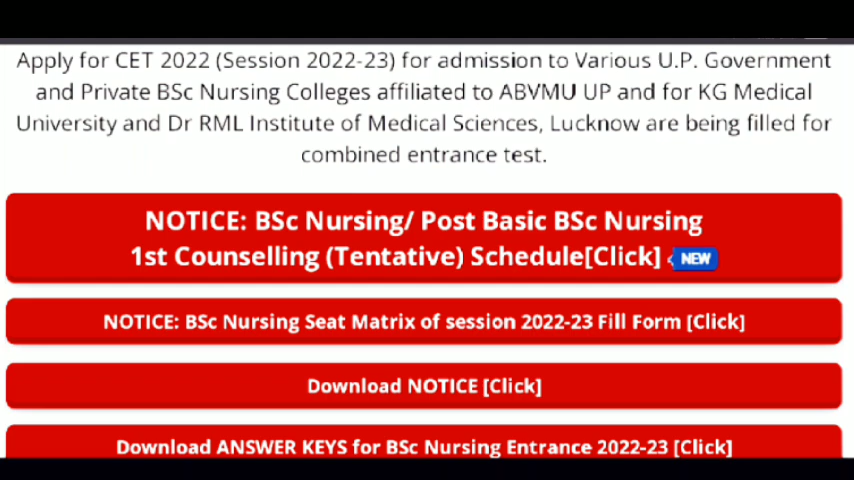 Apply for CET 2022 (Session 2022-23) for admission to Various U.P. Government
and Private BSc Nursing Colleges affiliated to ABVMU UP and for KG Medical
University and Dr RML Institute of Medical Sciences, Lucknow are being filled for
combined entrance test.
NOTICE: BSc Nursing/ Post Basic BSc Nursing
1st Counselling (Tentative) Schedule[Click] NEW
NOTICE: BSc Nursing Seat Matrix of session 2022-23 Fill Form [Click]
Download NOTICE [Click]
Download ANSWER KEYS for BSc Nursing Entrance 2022-23 [Click]